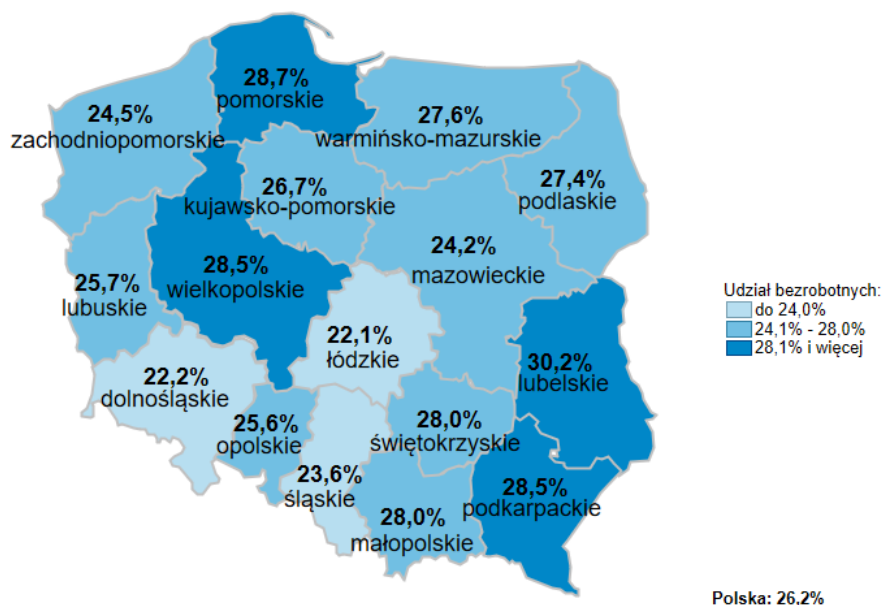 28,7%
pomorskie
24,5%
zachodniopomorskie
27,6%
warmińsko-mazurskie
26,7%
kujawsko-pomorskie
27,4%
podlaskie
24,2%
mazowieckie
25,7%
lubuskie
28,5%
wielkopolskie
22,1%
łódzkie
30,2%
lubelskie
22,2%
dolnośląskie
25,6%
opolskie
28,0%
świętokrzyskie
23,6%
śląskie
28,0%
małopolskie
28,5%
podkarpackie
Udział bezrobotnych:
do 24,0%
24,1% - 28,0%
28,1% i więcej
Polska: 26,2%